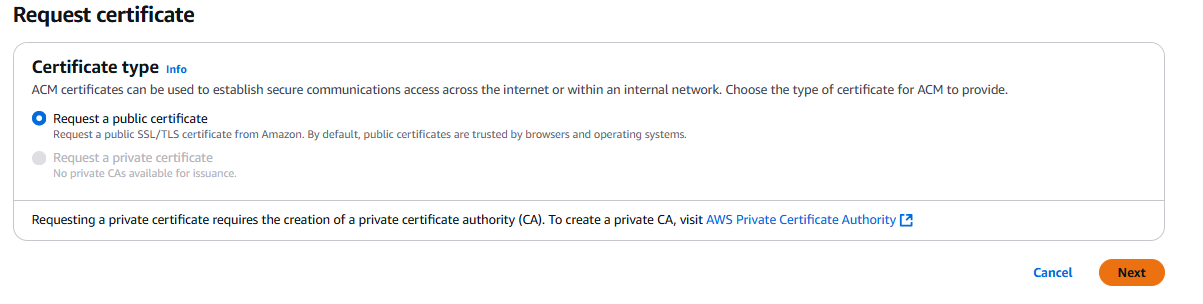 Request certificate
Certificate type Info
ACM certificates can be used to establish secure communications access across the internet or within an internal network. Choose the type of certificate for ACM to provide.
Request a public certificate
Request a public SSL/TLS certificate from Amazon. By default, public certificates are trusted by browsers and operating systems.
Request a private certificate
No private CAs available for issuance.
Requesting a private certificate requires the creation of a private certificate authority (CA). To create a private CA, visit AWS Private Certificate Authority
Cancel Next